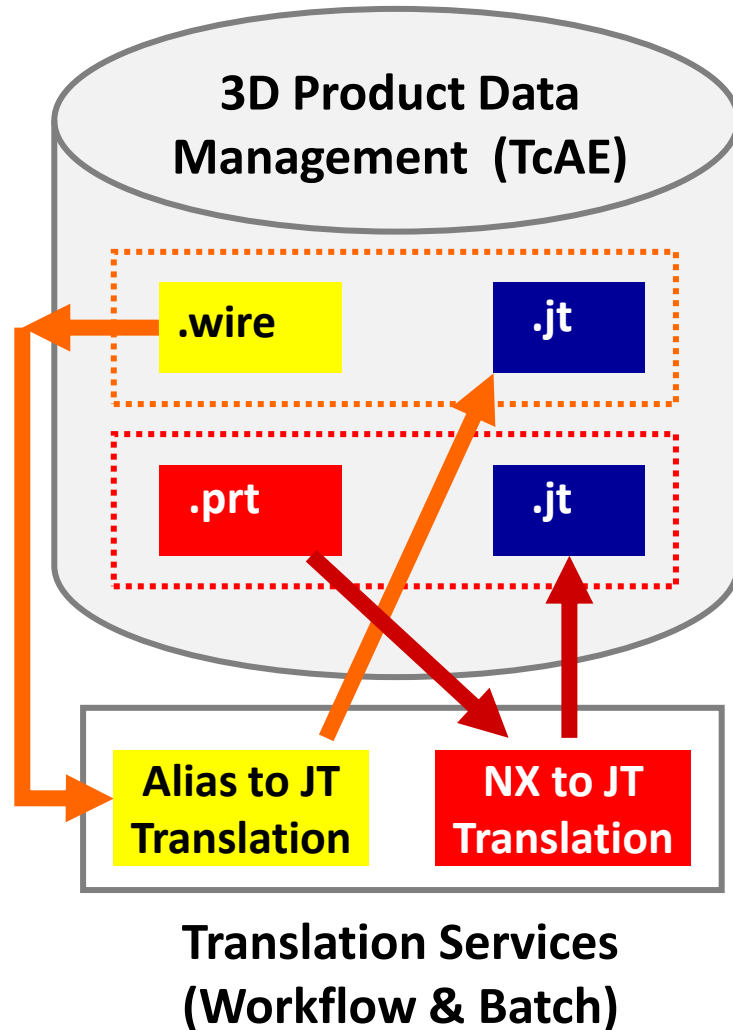 3D Product Data
Management (TcAE)
.wire
.jt
.prt
.jt
Alias to JT
Translation
NX to JT
Translation
Translation Services
(Workflow & Batch)